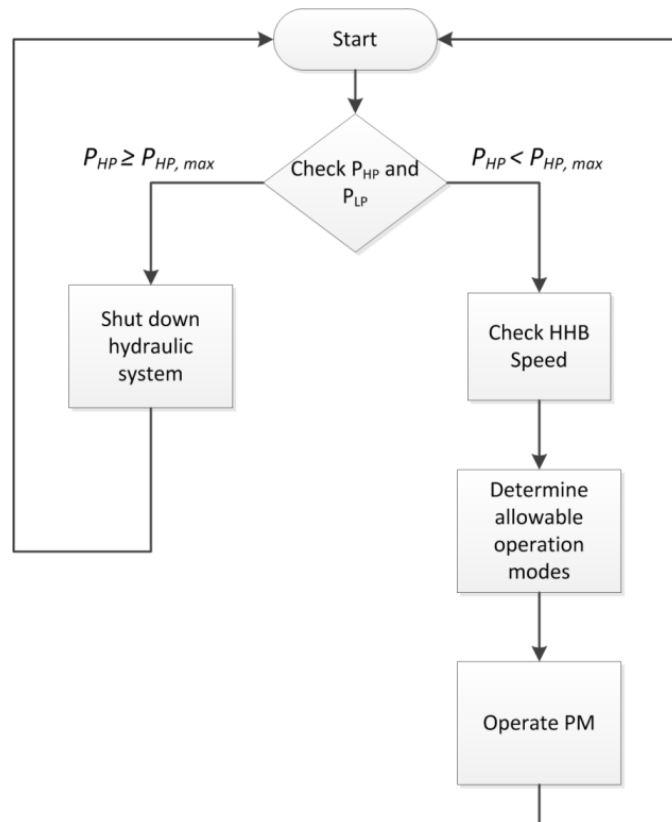 Start
P_HP ≥ P_HP, max
Check P_HP and
P_LP
P_HP < P_HP, max
Shut down
hydraulic
system
Check HHB
Speed
Determine
allowable
operation
modes
Operate PM